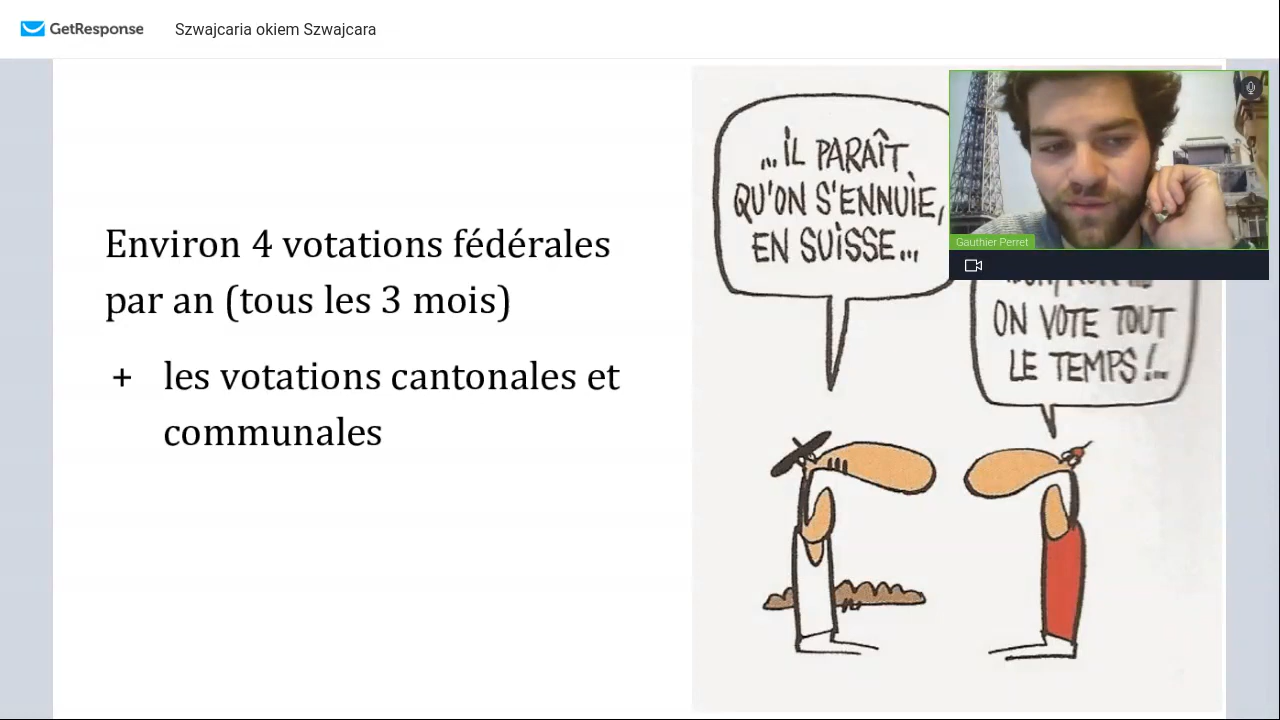 GetResponse
Szwajcaria okiem Szwajcara
Environ 4 votations fédérales
par an (tous les 3 mois)
+ les votations cantonales et
communales
...IL PARAÎT
QU'ON S'ENNUIE,
EN SUISSE...
ON VOTE TOUT
LE TEMPS !..
Gauthier Perret